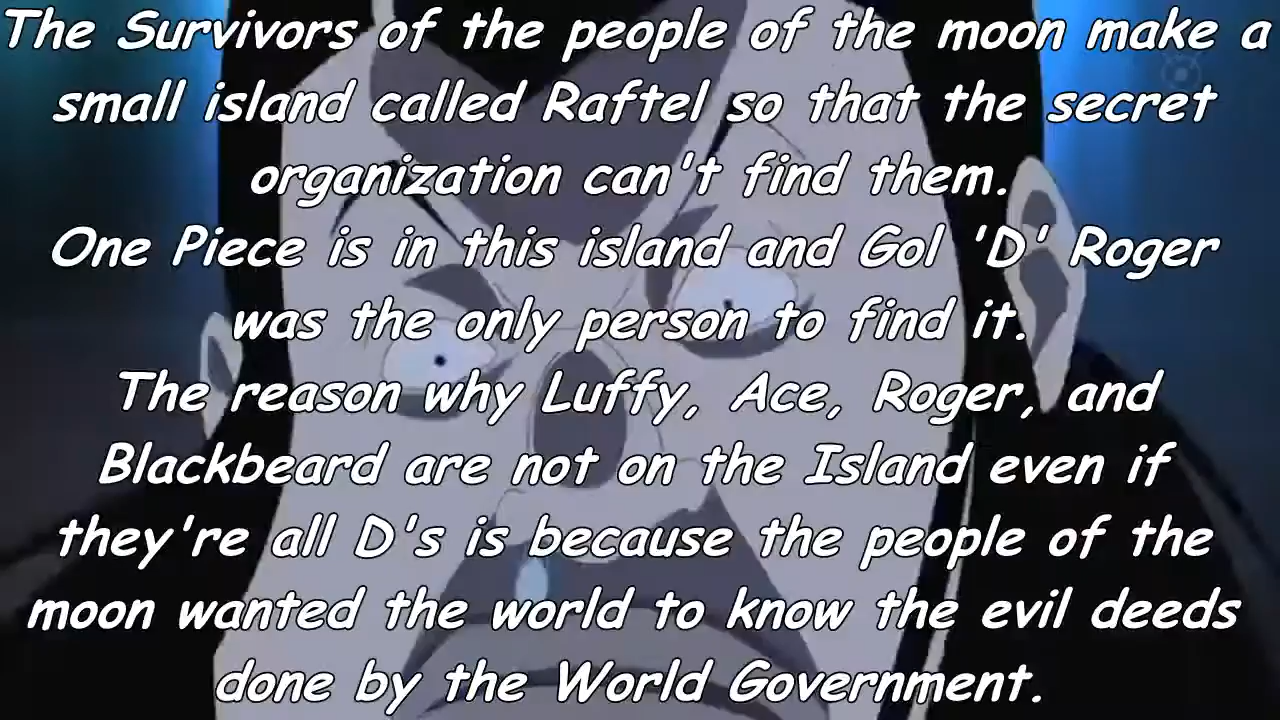 The Survivors of the people of the moon make a
small island called Raftel so that the secret
organization can't find them.
One Piece is in this island and Gol 'D' Roger
was the only person to find it.
The reason why Luffy, Ace, Roger, and
Blackbeard are not on the Island even if
they're all D's is because the people of the
moon wanted the world to know the evil deeds
done by the World Government.